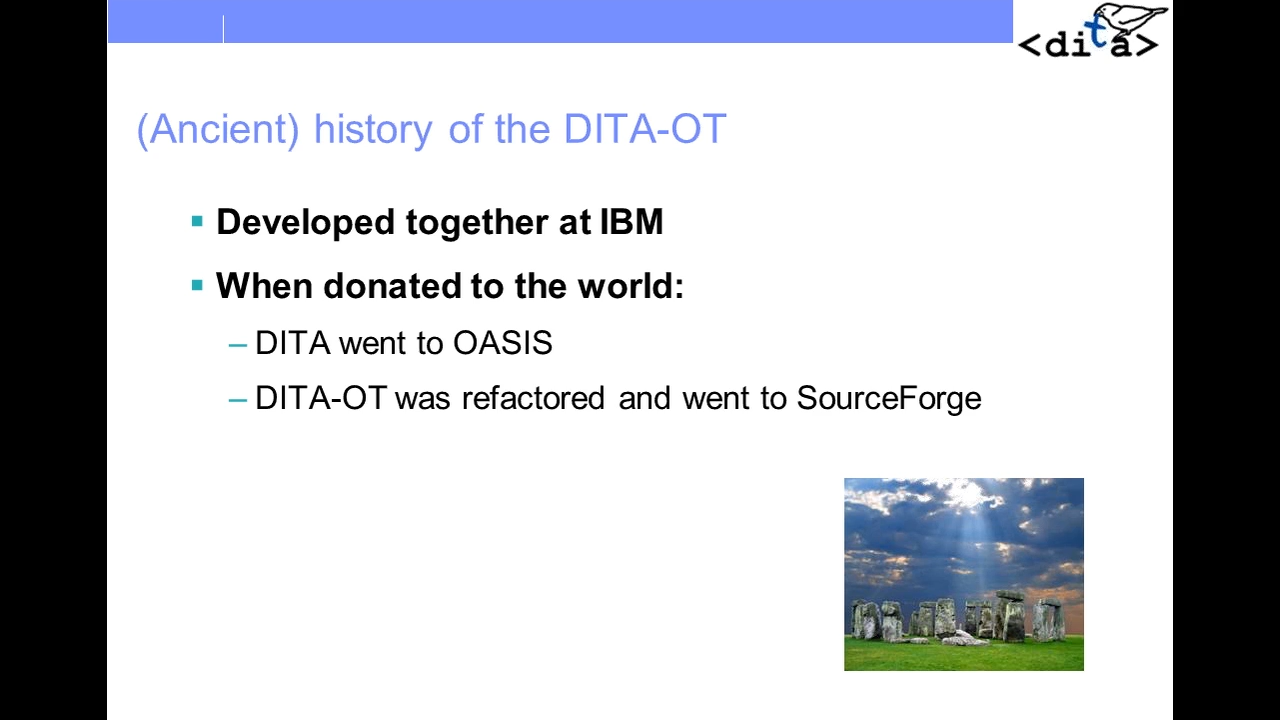 <dita>
(Ancient) history of the DITA-OT
Developed together at IBM
When donated to the world:
– DITA went to OASIS
– DITA-OT was refactored and went to SourceForge